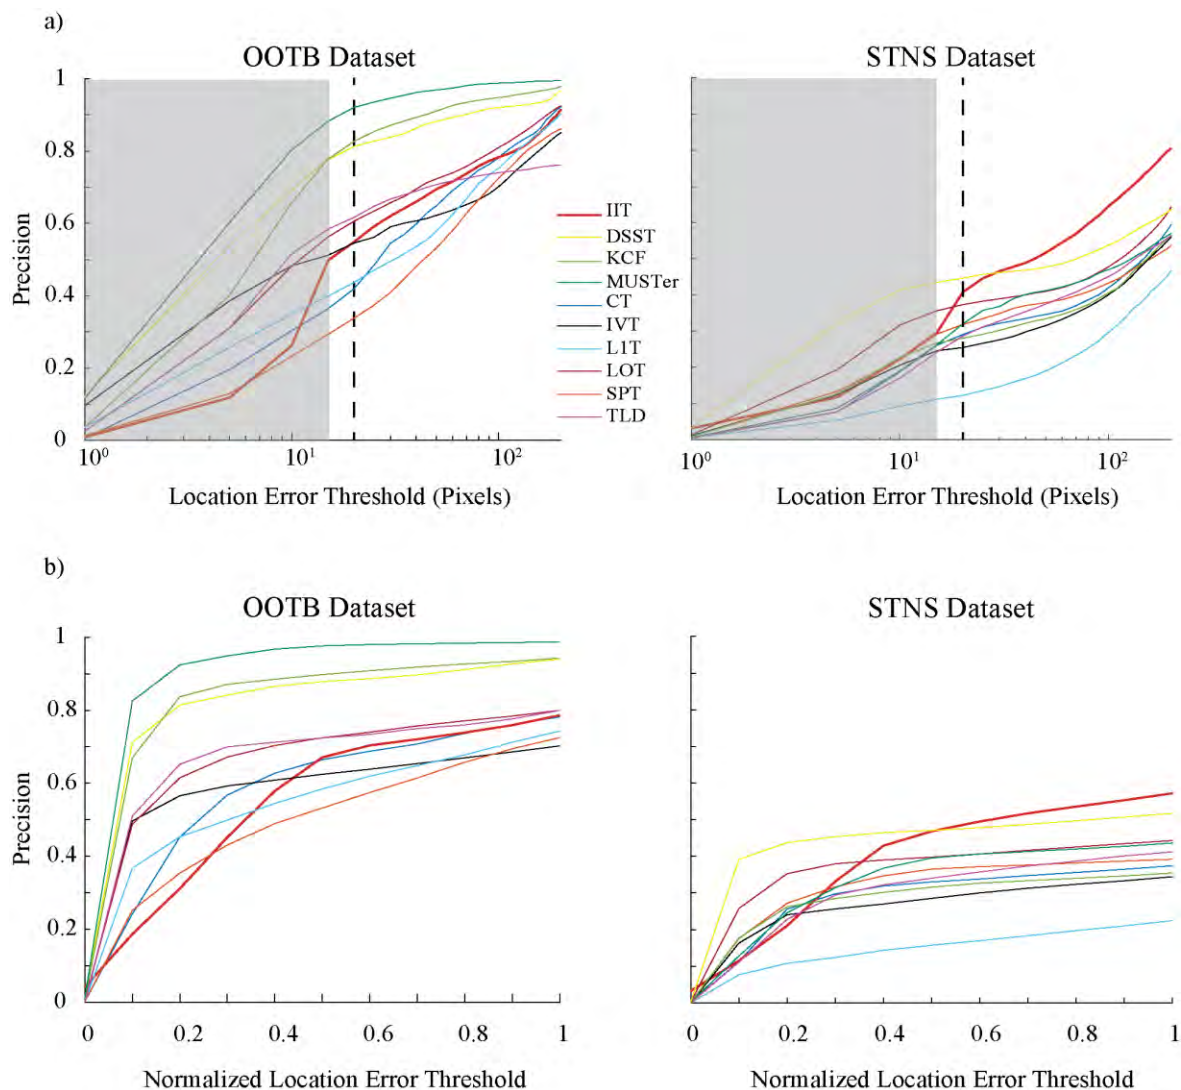 a)
OOTB Dataset
STNS Dataset
1
0.8
0.6
0.4
0.2
0
Precision
10⁰
10¹
10²
10⁰
10¹
10²
Location Error Threshold (Pixels)
Location Error Threshold (Pixels)
IIT
DSST
KCF
MUSTer
CT
IVT
L1T
LOT
SPT
TLD
b)
OOTB Dataset
STNS Dataset
1
0.8
0.6
0.4
0.2
0
Precision
0
0.2
0.4
0.6
0.8
1
0
0.2
0.4
0.6
0.8
1
Normalized Location Error Threshold
Normalized Location Error Threshold